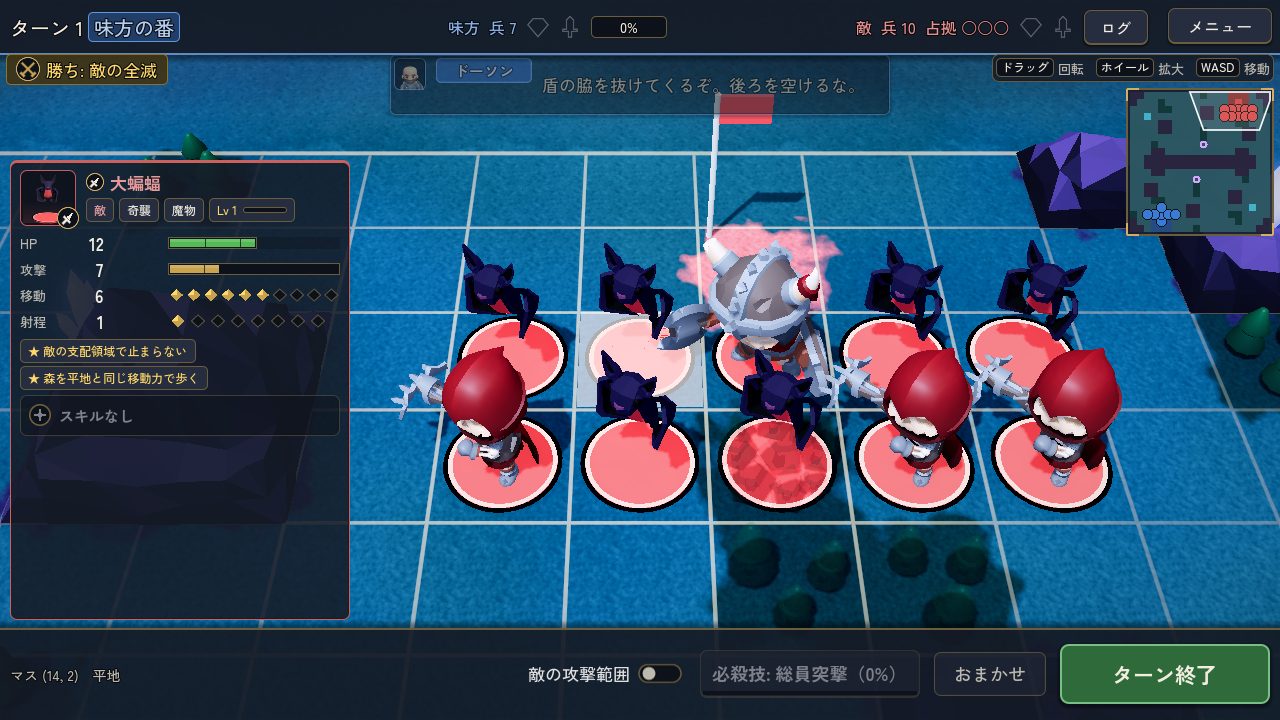 ターン 1 味方の番
味方 兵 7 0%
敵 兵 10 占拠 〇〇〇
ログ
メニュー
勝ち: 敵の全滅
ドーソン
盾の脇を抜けてくるぞ。後ろを空けるな。
ドラッグ 回転 ホイール 拡大 WASD 移動
大蝙蝠
敵 奇襲 魔物 Lv 1
HP 12
攻撃 7
移動 6
射程 1
★ 敵の支配領域で止まらない
★ 森を平地と同じ移動力で歩く
スキルなし
マス (14, 2) 平地
敵の攻撃範囲
必殺技: 総員突撃（0%）
おまかせ
ターン終了